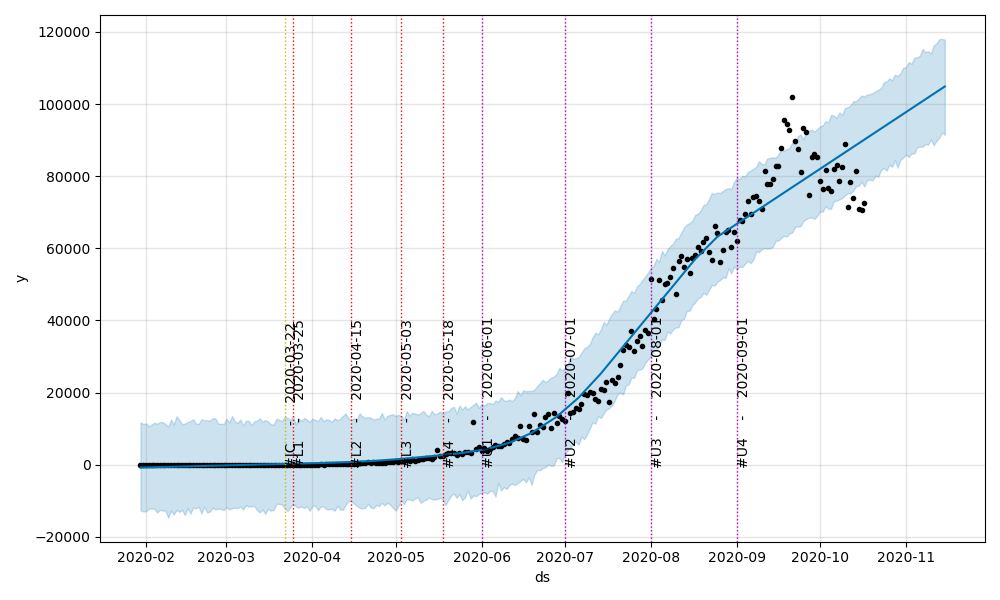 120000
100000
80000
60000
40000
20000
0
−20000
y
#JC - 2020-03-22
#L1 - 2020-03-25
#L2 - 2020-04-15
#L3 - 2020-05-03
#L4 - 2020-05-18
#U1 - 2020-06-01
#U2 - 2020-07-01
#U3 - 2020-08-01
#U4 - 2020-09-01
2020-02 2020-03 2020-04 2020-05 2020-06 2020-07 2020-08 2020-09 2020-10 2020-11
ds